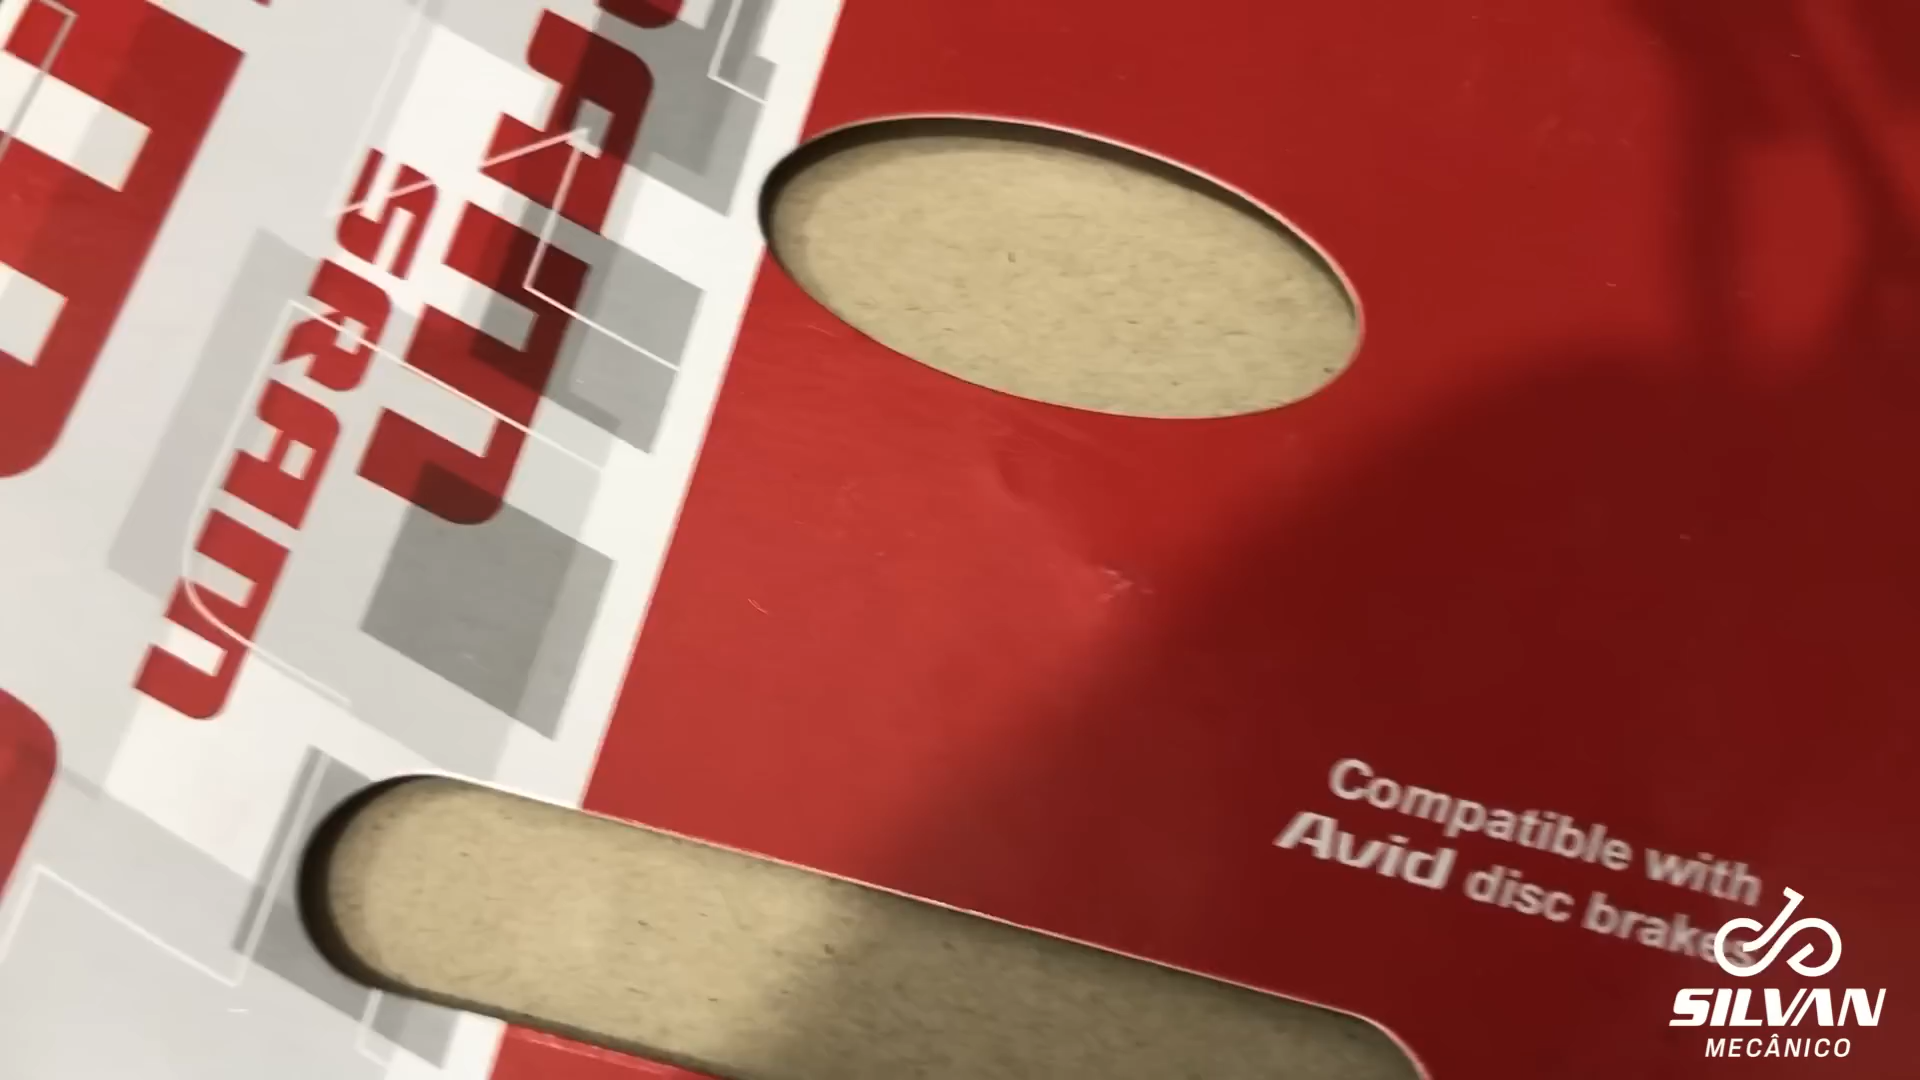 SRAM
Compatible with
Avid disc brakes
SILVAN
MECÂNICO